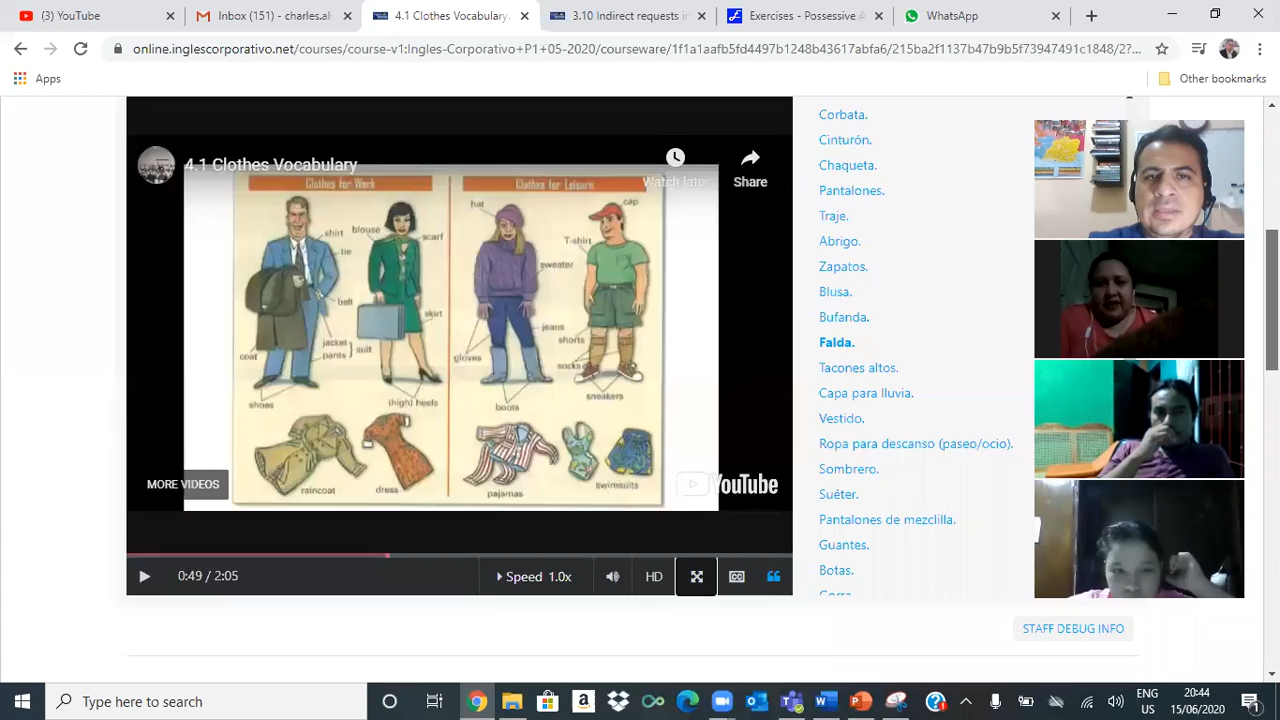 (3) YouTube
Inbox (151) - nestles.al
4.1 Clothes Vocabulary.
3.10 Indirect requests in
Exercises - Possessive A
WhatsApp
online.inglescorporativo.net/courses/course-v1:Ingles-Corporativo+P1+05-2020/courseware/1f1a1aafb5fd4497b1248b43617abfa6/215ba2f1137b47b9b5f73947491c1848/2?...
Apps
Other bookmarks
4.1 Clothes Vocabulary
Watch later
Share
Clothes for Work
Clothes for Leisure
shirt
tie
belt
jacket
pants
suit
coat
shoes
blouse
scarf
skirt
(high) heels
raincoat
dress
hat
sweater
jeans
gloves
boots
cap
T-shirt
shorts
socks
sneakers
pajamas
swimsuits
MORE VIDEOS
YouTube
0:49 / 2:05
Speed 1.0x
HD
Corbata.
Cinturón.
Chaqueta.
Pantalones.
Traje.
Abrigo.
Zapatos.
Blusa.
Bufanda.
Falda.
Tacones altos.
Capa para lluvia.
Vestido.
Ropa para descanso (paseo/ocio).
Sombrero.
Suéter.
Pantalones de mezclilla.
Guantes.
Botas.
Gorra.
STAFF DEBUG INFO
Type here to search
ENG
ES
20:44
15/06/2020